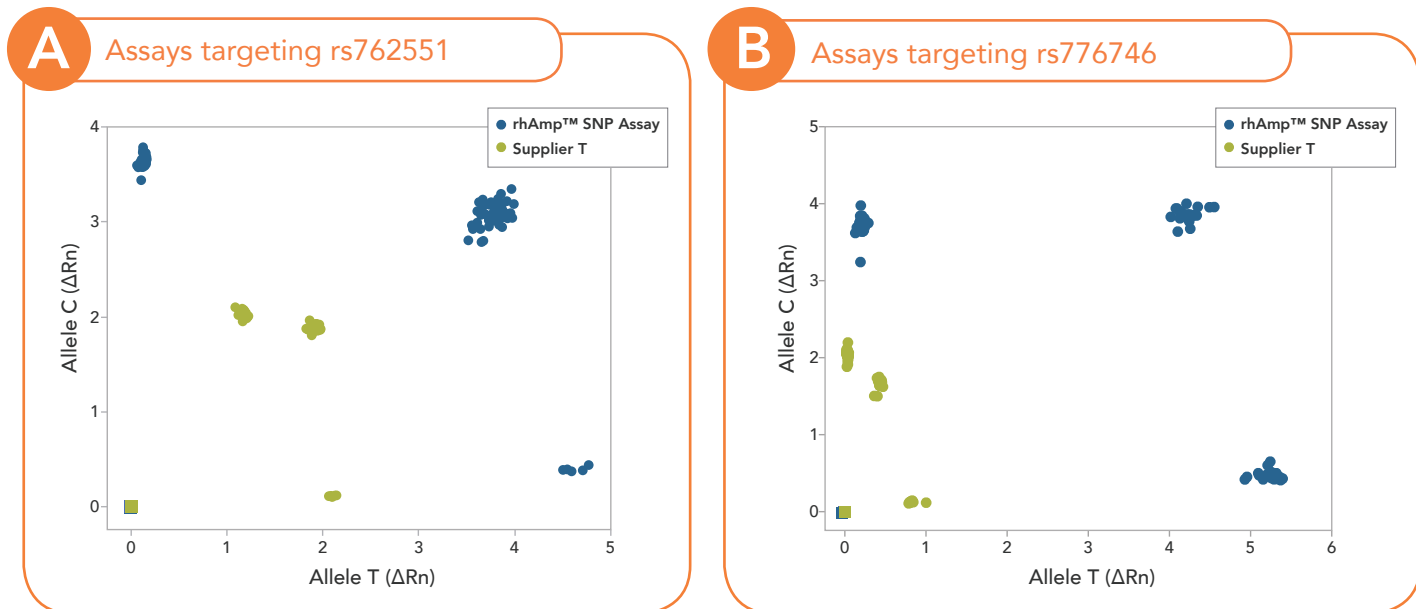 A
Assays targeting rs762551
rhAmp™ SNP Assay
Supplier T
4
3
2
1
0
Allele C (ΔRn)
0 1 2 3 4 5
Allele T (ΔRn)
B
Assays targeting rs776746
rhAmp™ SNP Assay
Supplier T
5
4
3
2
1
0
Allele C (ΔRn)
0 1 2 3 4 5 6
Allele T (ΔRn)